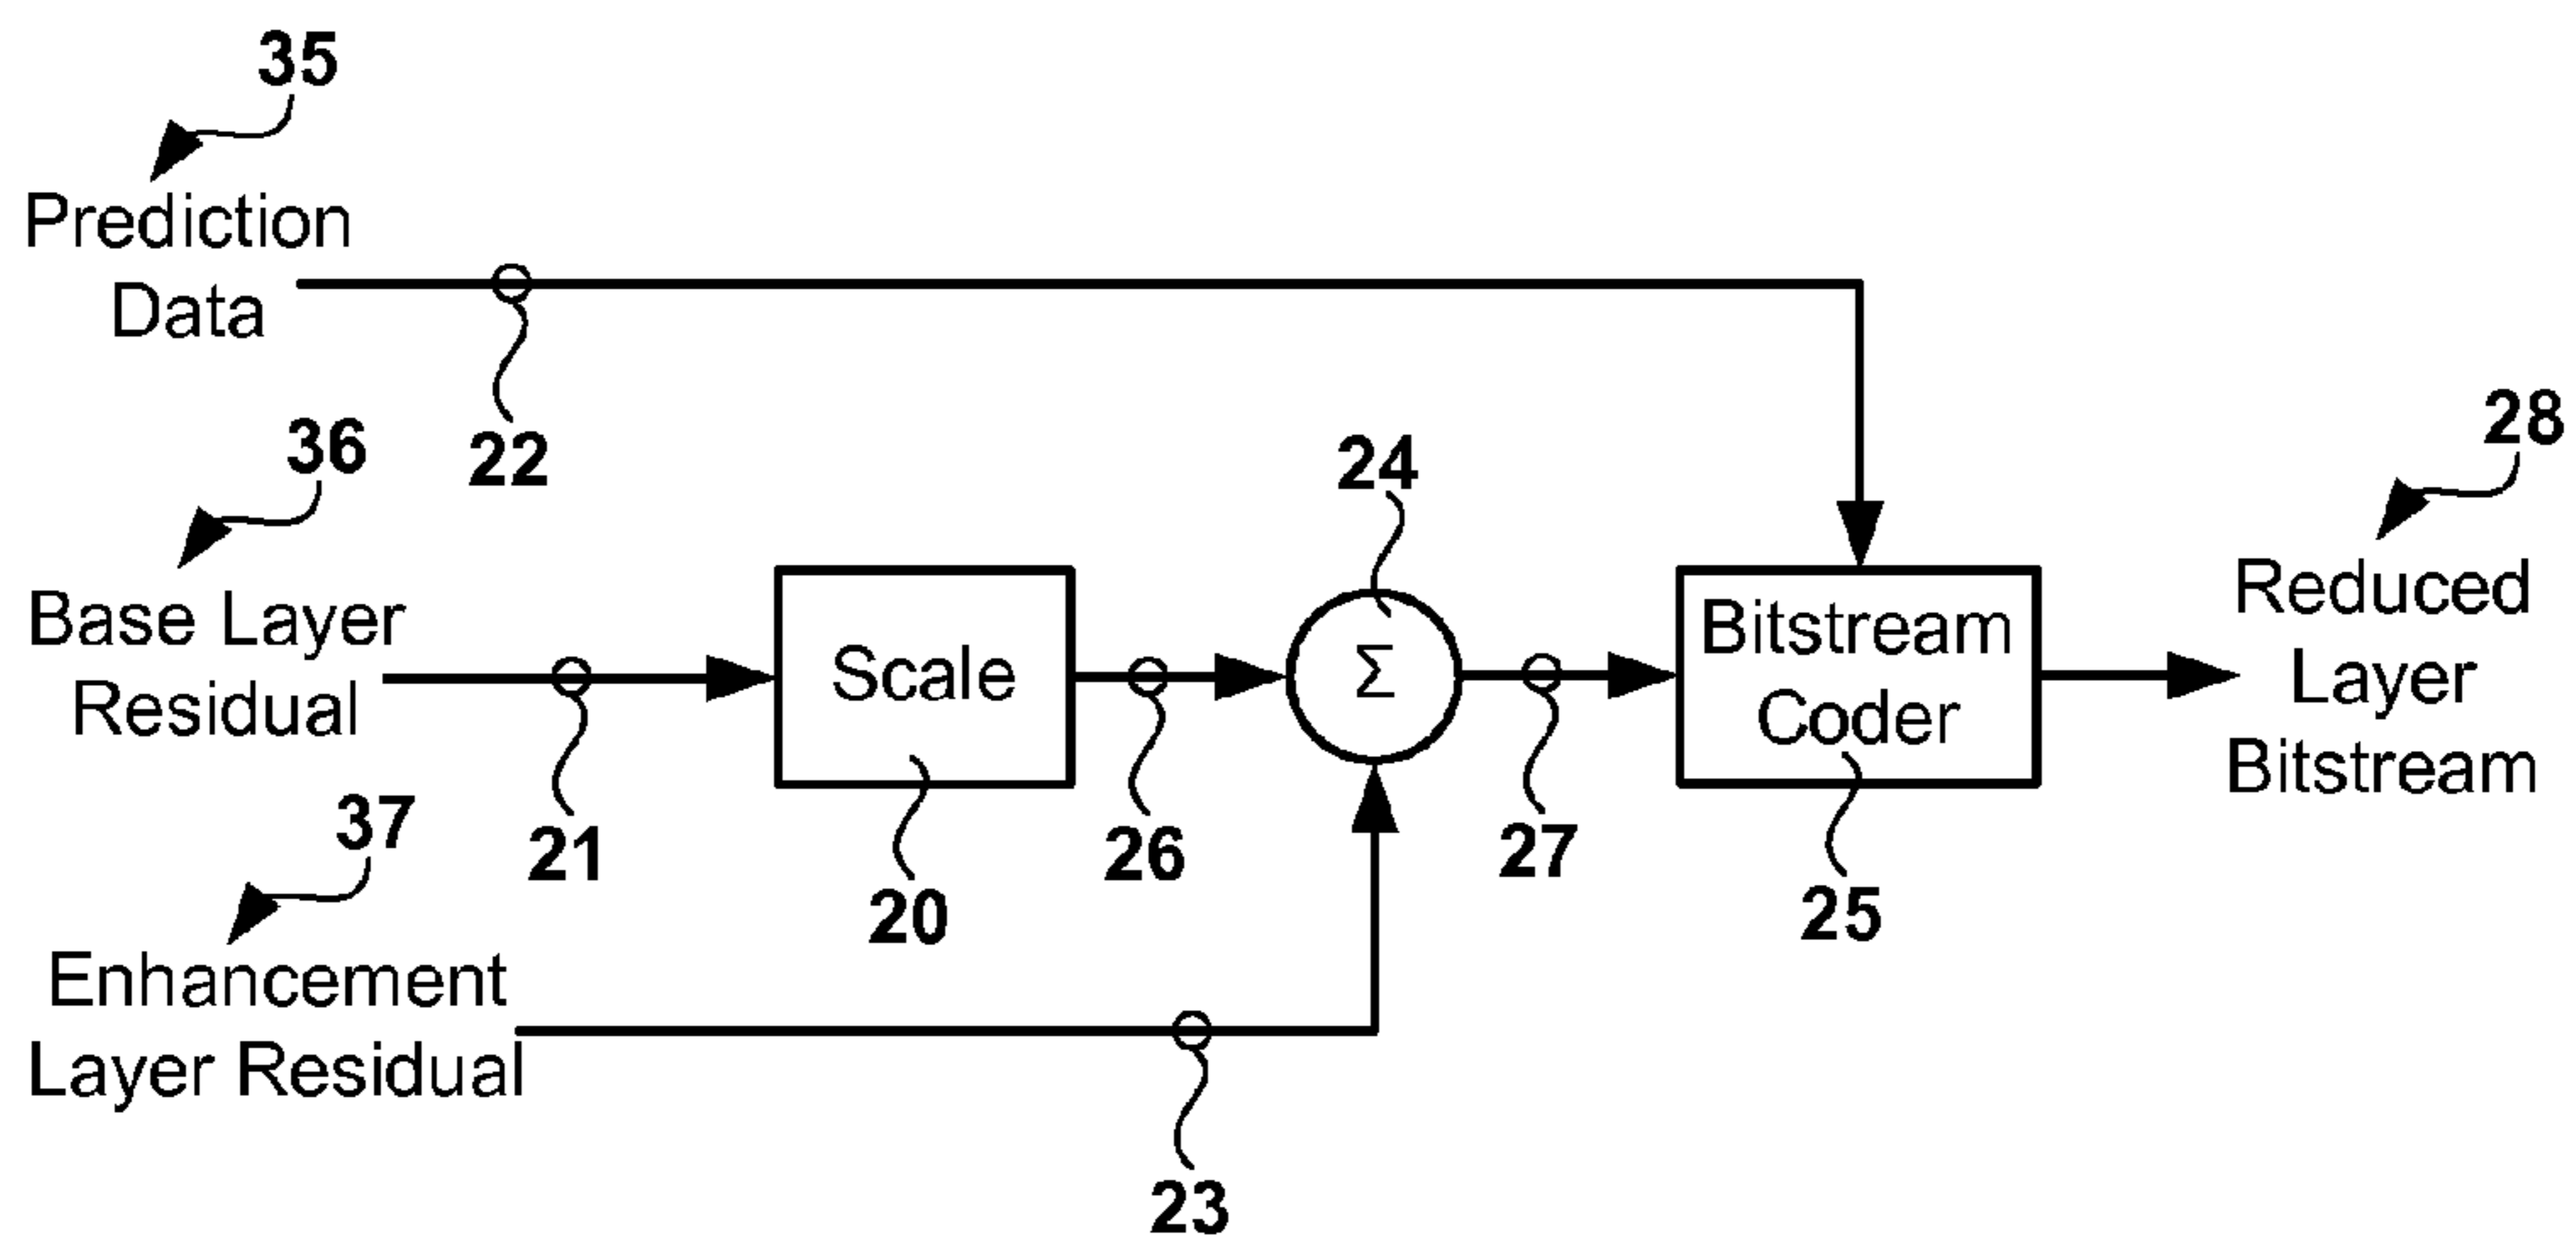 35
Prediction
Data
22
36
Base Layer
Residual
21
Scale
20
26
24
Σ
27
Bitstream
Coder
25
28
Reduced
Layer
Bitstream
37
Enhancement
Layer Residual
23